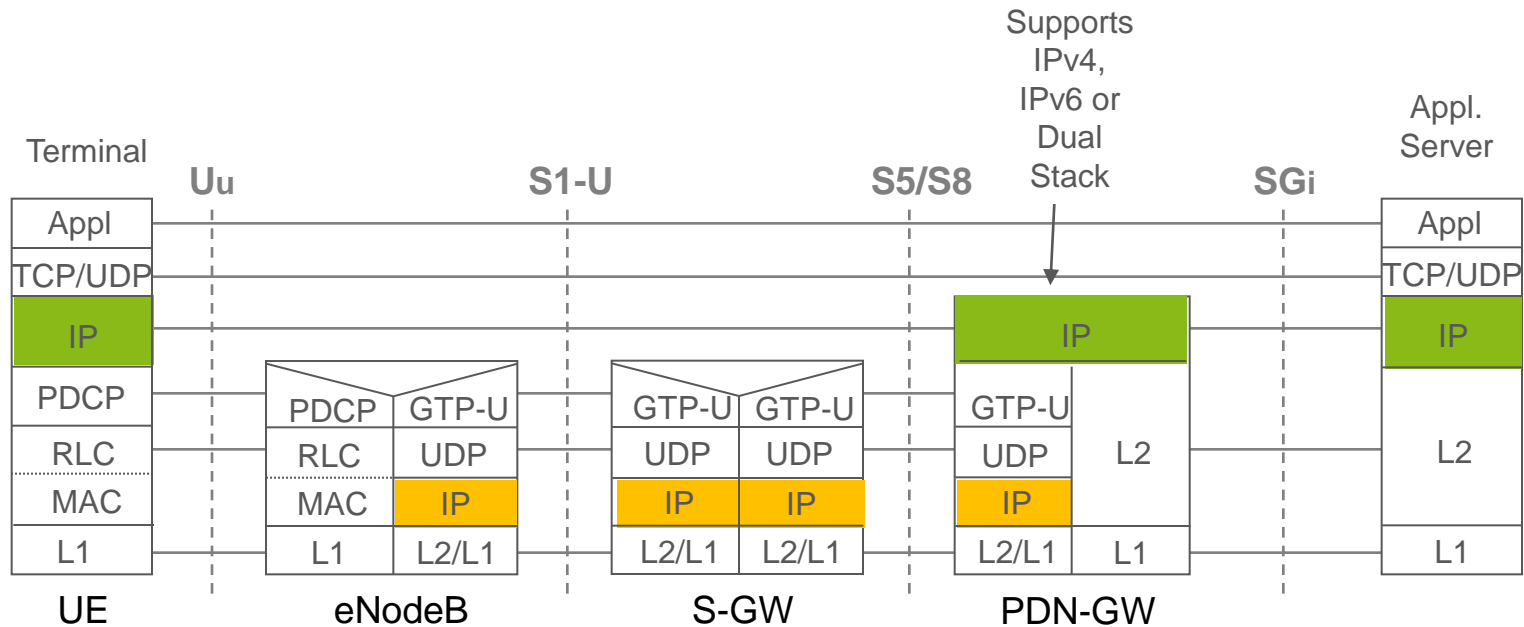 Supports
IPv4,
IPv6 or
Dual
Stack
Appl.
Server
Terminal
Uu S1-U S5/S8 SGi
Appl Appl
TCP/UDP TCP/UDP
IP IP IP
PDCP PDCP GTP-U GTP-U GTP-U GTP-U
RLC RLC UDP UDP UDP UDP L2 L2
MAC MAC IP IP IP IP
L1 L1 L2/L1 L2/L1 L2/L1 L2/L1 L1 L1
UE eNodeB S-GW PDN-GW